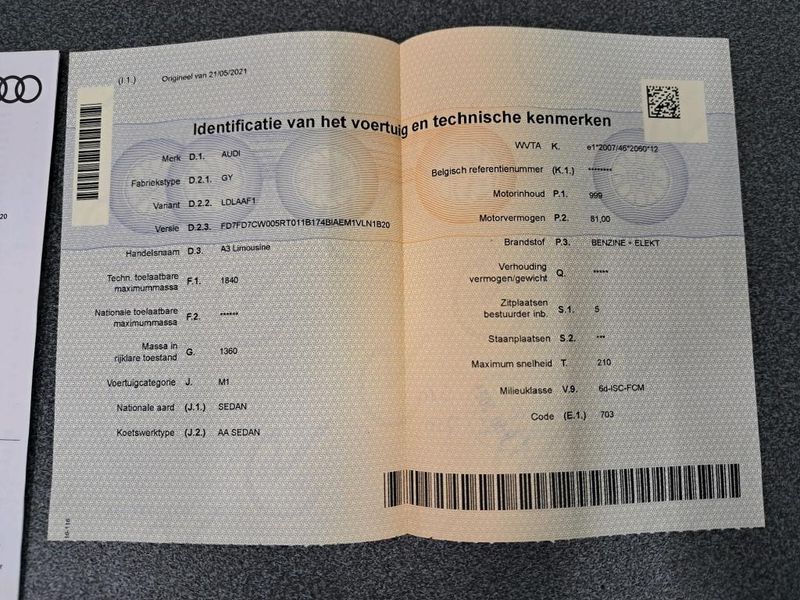 (I.1.) Origineel van 21/05/2021
Identificatie van het voertuig en technische kenmerken
Merk D.1. AUDI
Fabriekstype D.2.1. GY
Variant D.2.2. LDLAAF1
Versie D.2.3. FD7FD7CW005RT011B174BIAEM1VLN1B20
Handelsnaam D.3. A3 Limousine
Techn. toelaatbare
maximummassa F.1. 1840
Nationale toelaatbare
maximummassa F.2. ******
Massa in
rijklare toestand G. 1360
Voertuigcategorie J. M1
Nationale aard (J.1.) SEDAN
Koetswerktype (J.2.) AA SEDAN
16-116
WVTA K. e1*2007/46*2060*12
Belgisch referentienummer (K.1.) ********
Motorinhoud P.1. 999
Motorvermogen P.2. 81,00
Brandstof P.3. BENZINE + ELEKT
Verhouding
vermogen/gewicht Q. *****
Zitplaatsen
bestuurder inb. S.1. 5
Staanplaatsen S.2. ***
Maximum snelheid T. 210
Milieuklasse V.9. 6d-ISC-FCM
Code (E.1.) 703
20